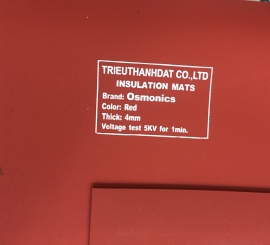 TRIEUTHANHDAT CO.,LTD
INSULATION MATS
Brand: Osmonics
Color: Red
Thick: 4mm
Voltage test 5KV for 1min.